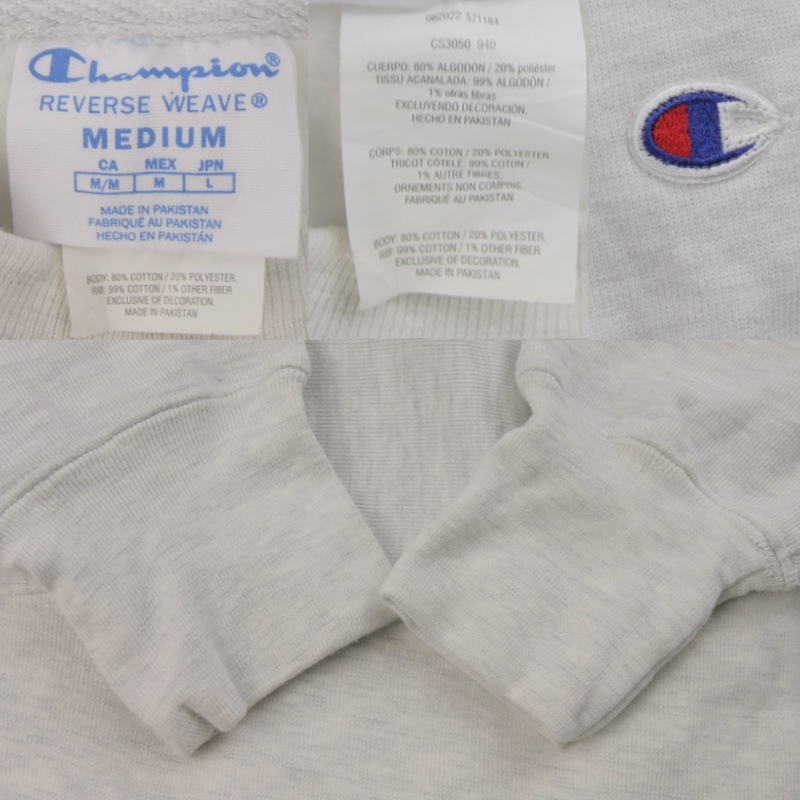 Champion®
REVERSE WEAVE®
MEDIUM
CA MEX JPN
M/M M L
MADE IN PAKISTAN
FABRIQUÉ AU PAKISTAN
HECHO EN PAKISTÁN
BODY: 80% COTTON / 20% POLYESTER.
RIB: 99% COTTON / 1% OTHER FIBER
EXCLUSIVE OF DECORATION.
MADE IN PAKISTAN
062022 571184
CS3050 940
CUERPO: 80% ALGODÓN / 20% poliéster.
TISSU ACANALADA: 99% ALGODÓN /
1% otras fibras
EXCLUYENDO DECORACIÓN.
HECHO EN PAKISTÁN
CORPS: 80% COTON / 20% POLYESTER.
TRICOT CÔTELÉ: 99% COTON /
1% AUTRE FIBRES.
ORNEMENTS NON COMPRIS.
FABRIQUÉ AU PAKISTAN
BODY: 80% COTTON / 20% POLYESTER.
RIB: 99% COTTON / 1% OTHER FIBER
EXCLUSIVE OF DECORATION.
MADE IN PAKISTAN